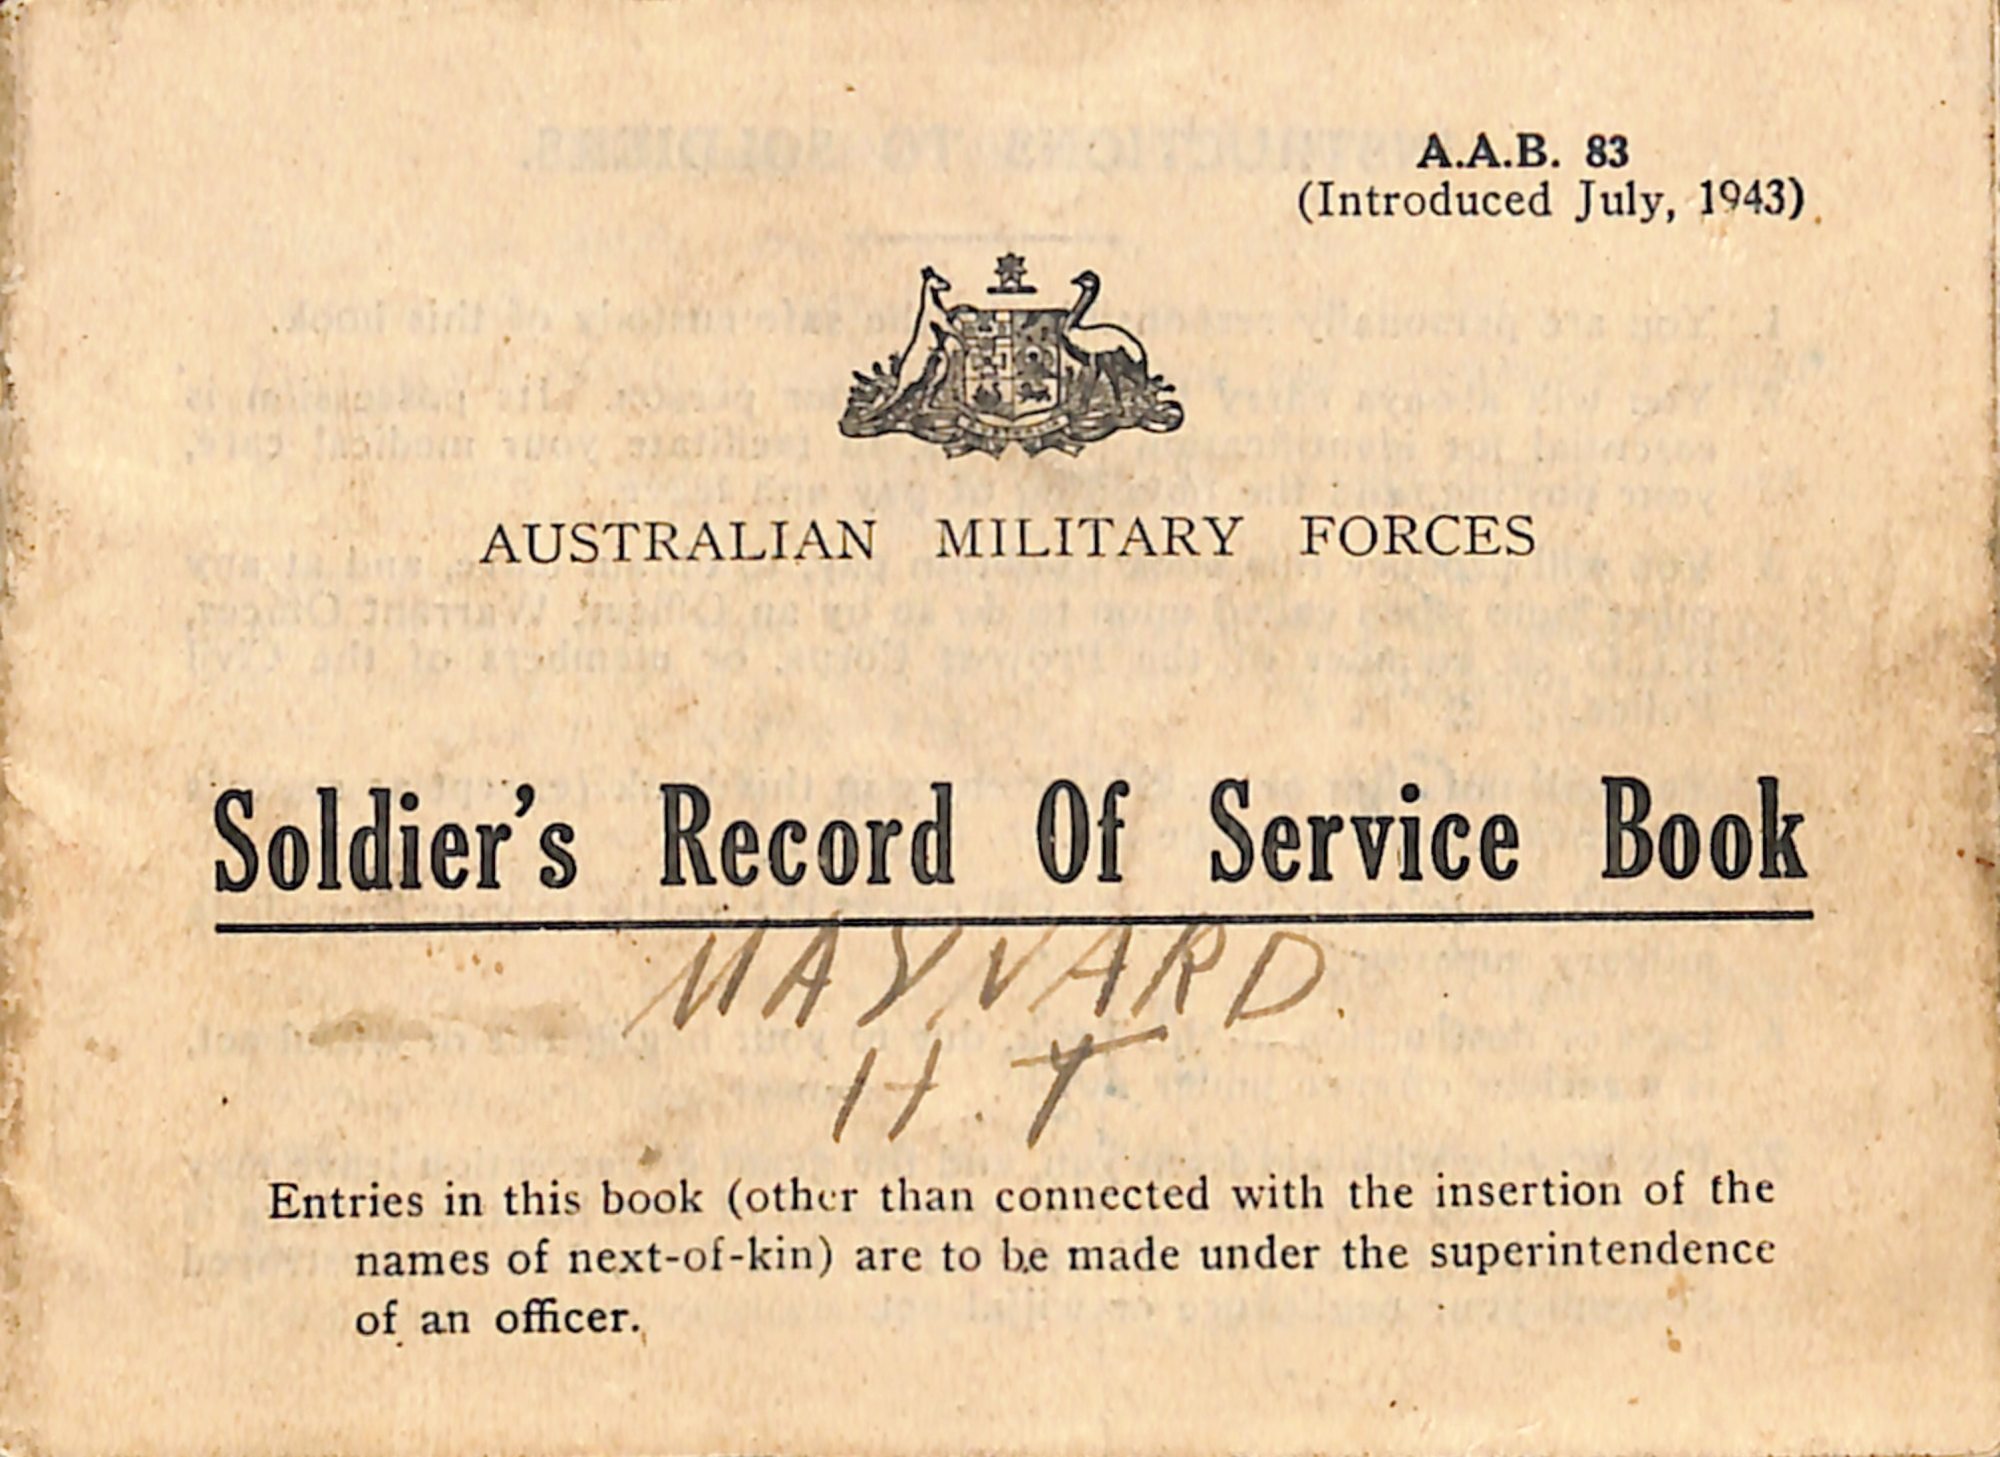 A.A.B. 83
(Introduced July, 1943)
AUSTRALIA
AUSTRALIAN MILITARY FORCES
Soldier's Record Of Service Book
MAYNARD.
H.T
Entries in this book (other than connected with the insertion of the
names of next-of-kin) are to be made under the superintendence
of an officer.